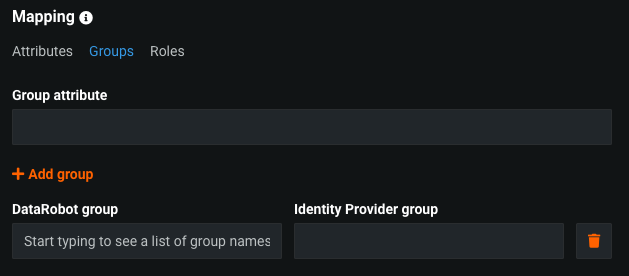 Mapping
Attributes Groups Roles
Group attribute
+ Add group
DataRobot group Identity Provider group
Start typing to see a list of group names